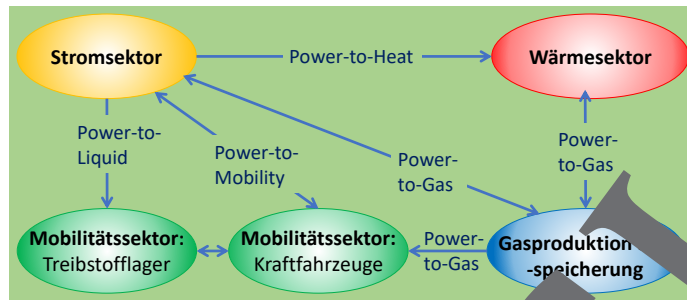 Stromsektor
Power-to-Heat
Wärmesektor
Power-to-
Liquid
Power-to-
Mobility
Power-
to-Gas
Power-
to-Gas
Mobilitätssektor:
Treibstofflager
Mobilitätssektor:
Kraftfahrzeuge
Power-
to-Gas
Gasproduktion
-speicherung